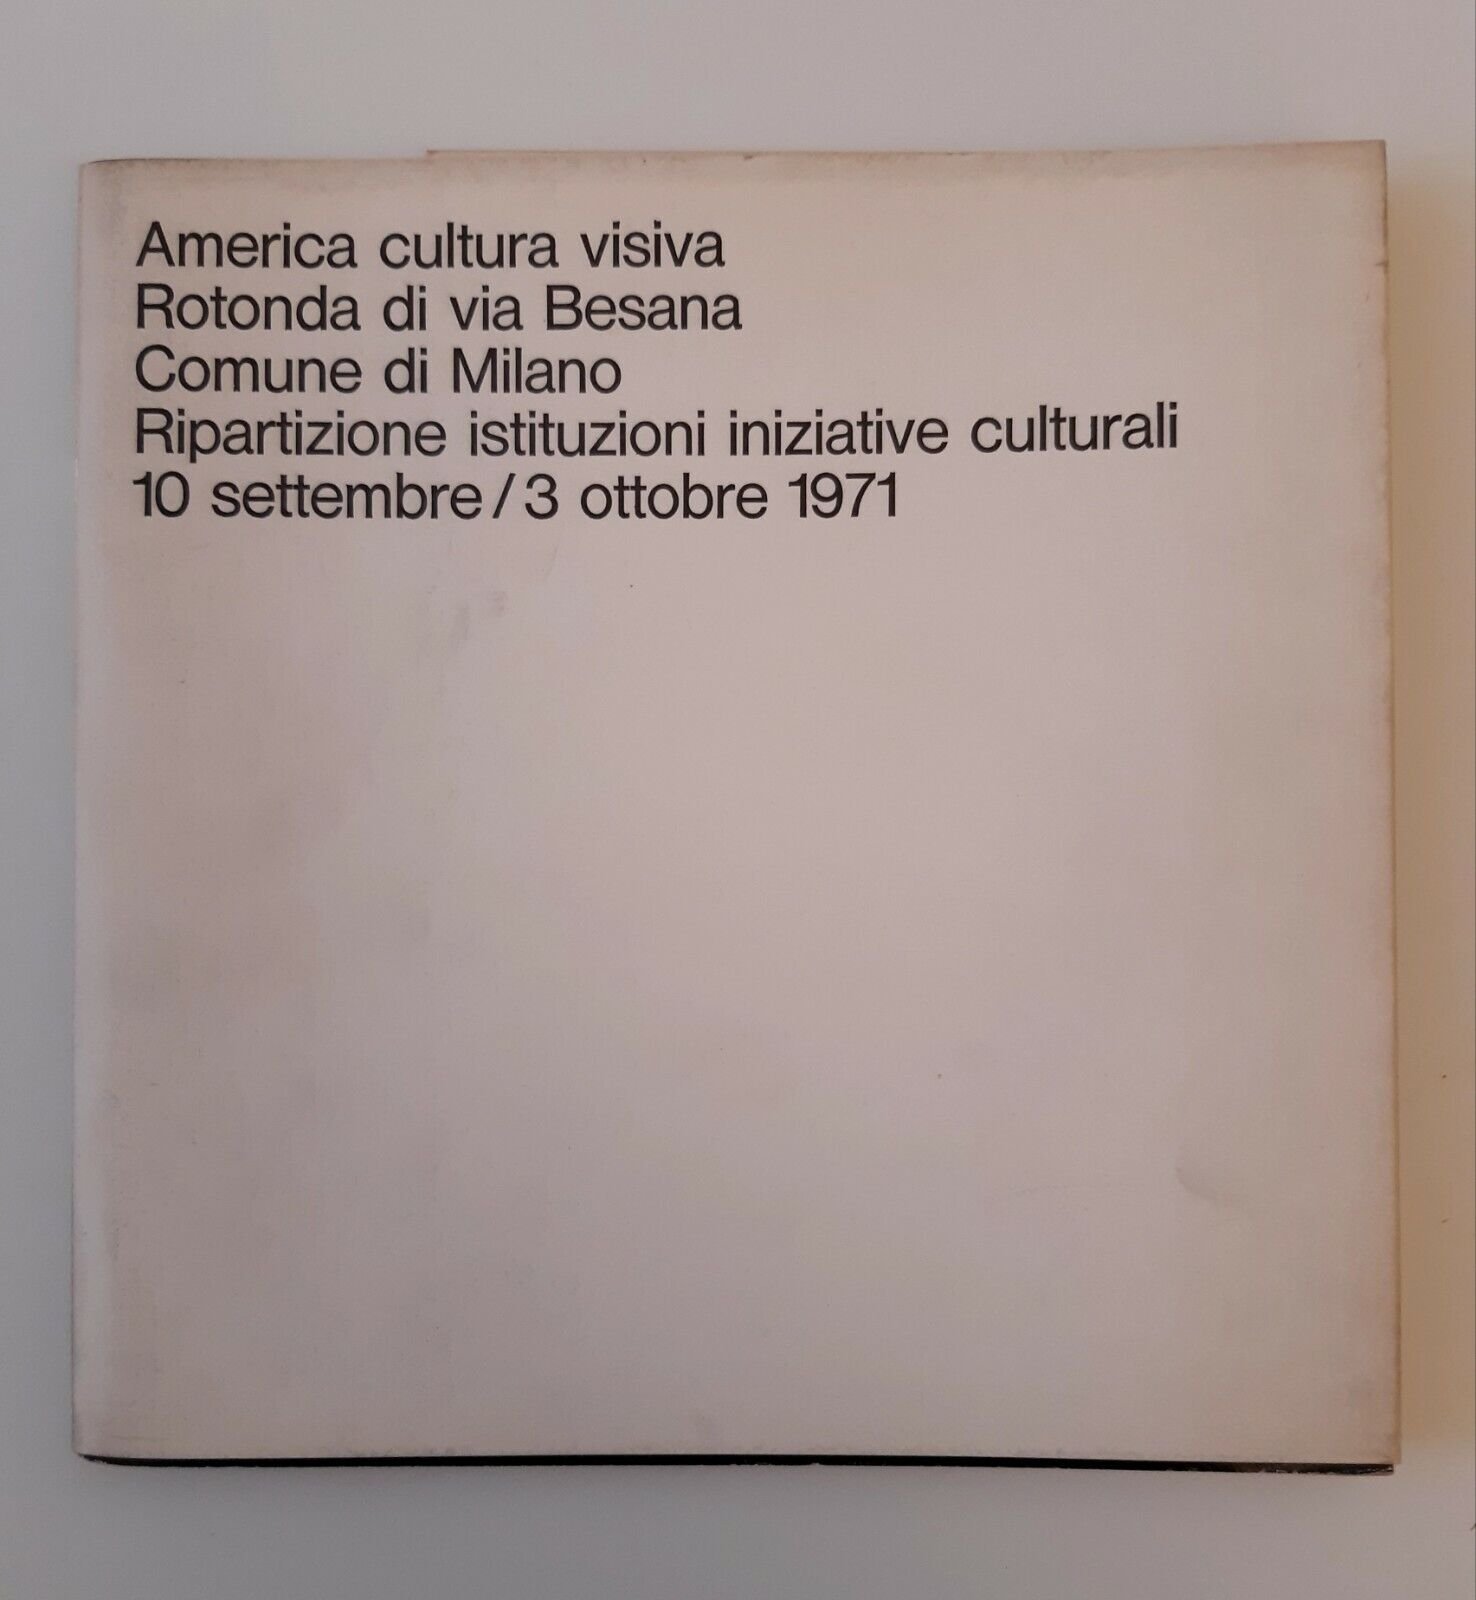 America cultura visiva
Rotonda di via Besana
Comune di Milano
Ripartizione istituzioni iniziative culturali
10 settembre/3 ottobre 1971